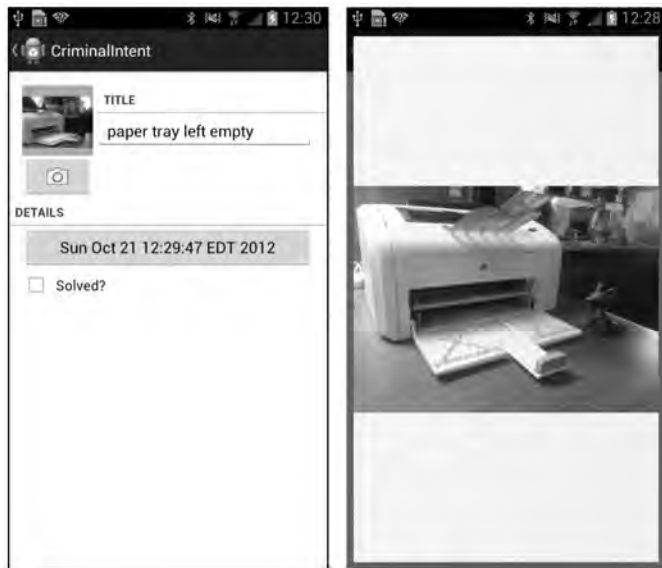 12:30
CriminalIntent
TITLE
paper tray left empty
DETAILS
Sun Oct 21 12:29:47 EDT 2012
Solved?
12:28